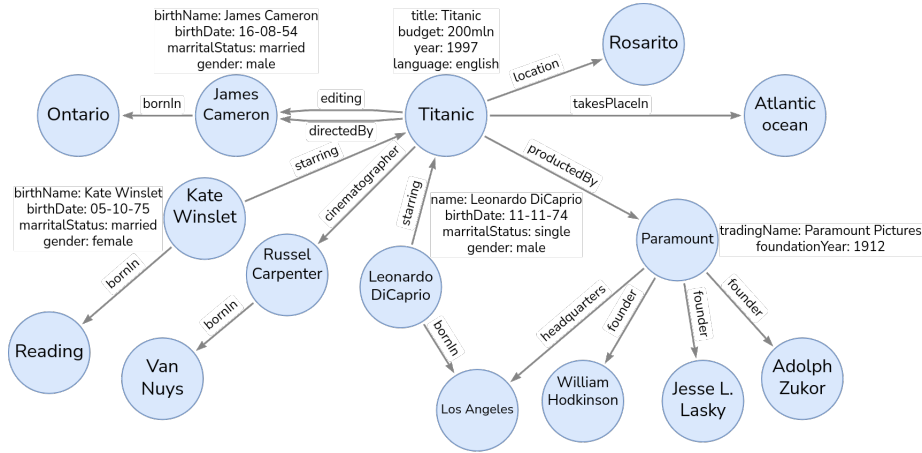 birthName: James Cameron
birthDate: 16-08-54
marritalStatus: married
gender: male
title: Titanic
budget: 200mln
year: 1997
language: english
Rosarito
location
Ontario
bornIn
James
Cameron
editing
directedBy
Titanic
takesPlaceIn
Atlantic
ocean
starring
cinematographer
productedBy
birthName: Kate Winslet
birthDate: 05-10-75
marritalStatus: married
gender: female
Kate
Winslet
starring
name: Leonardo DiCaprio
birthDate: 11-11-74
marritalStatus: single
gender: male
Paramount
tradingName: Paramount Pictures
foundationYear: 1912
Russel
Carpenter
Leonardo
DiCaprio
bornIn
bornIn
bornIn
headquarters
founder
founder
founder
Reading
Van
Nuys
Los Angeles
William
Hodkinson
Jesse L.
Lasky
Adolph
Zukor